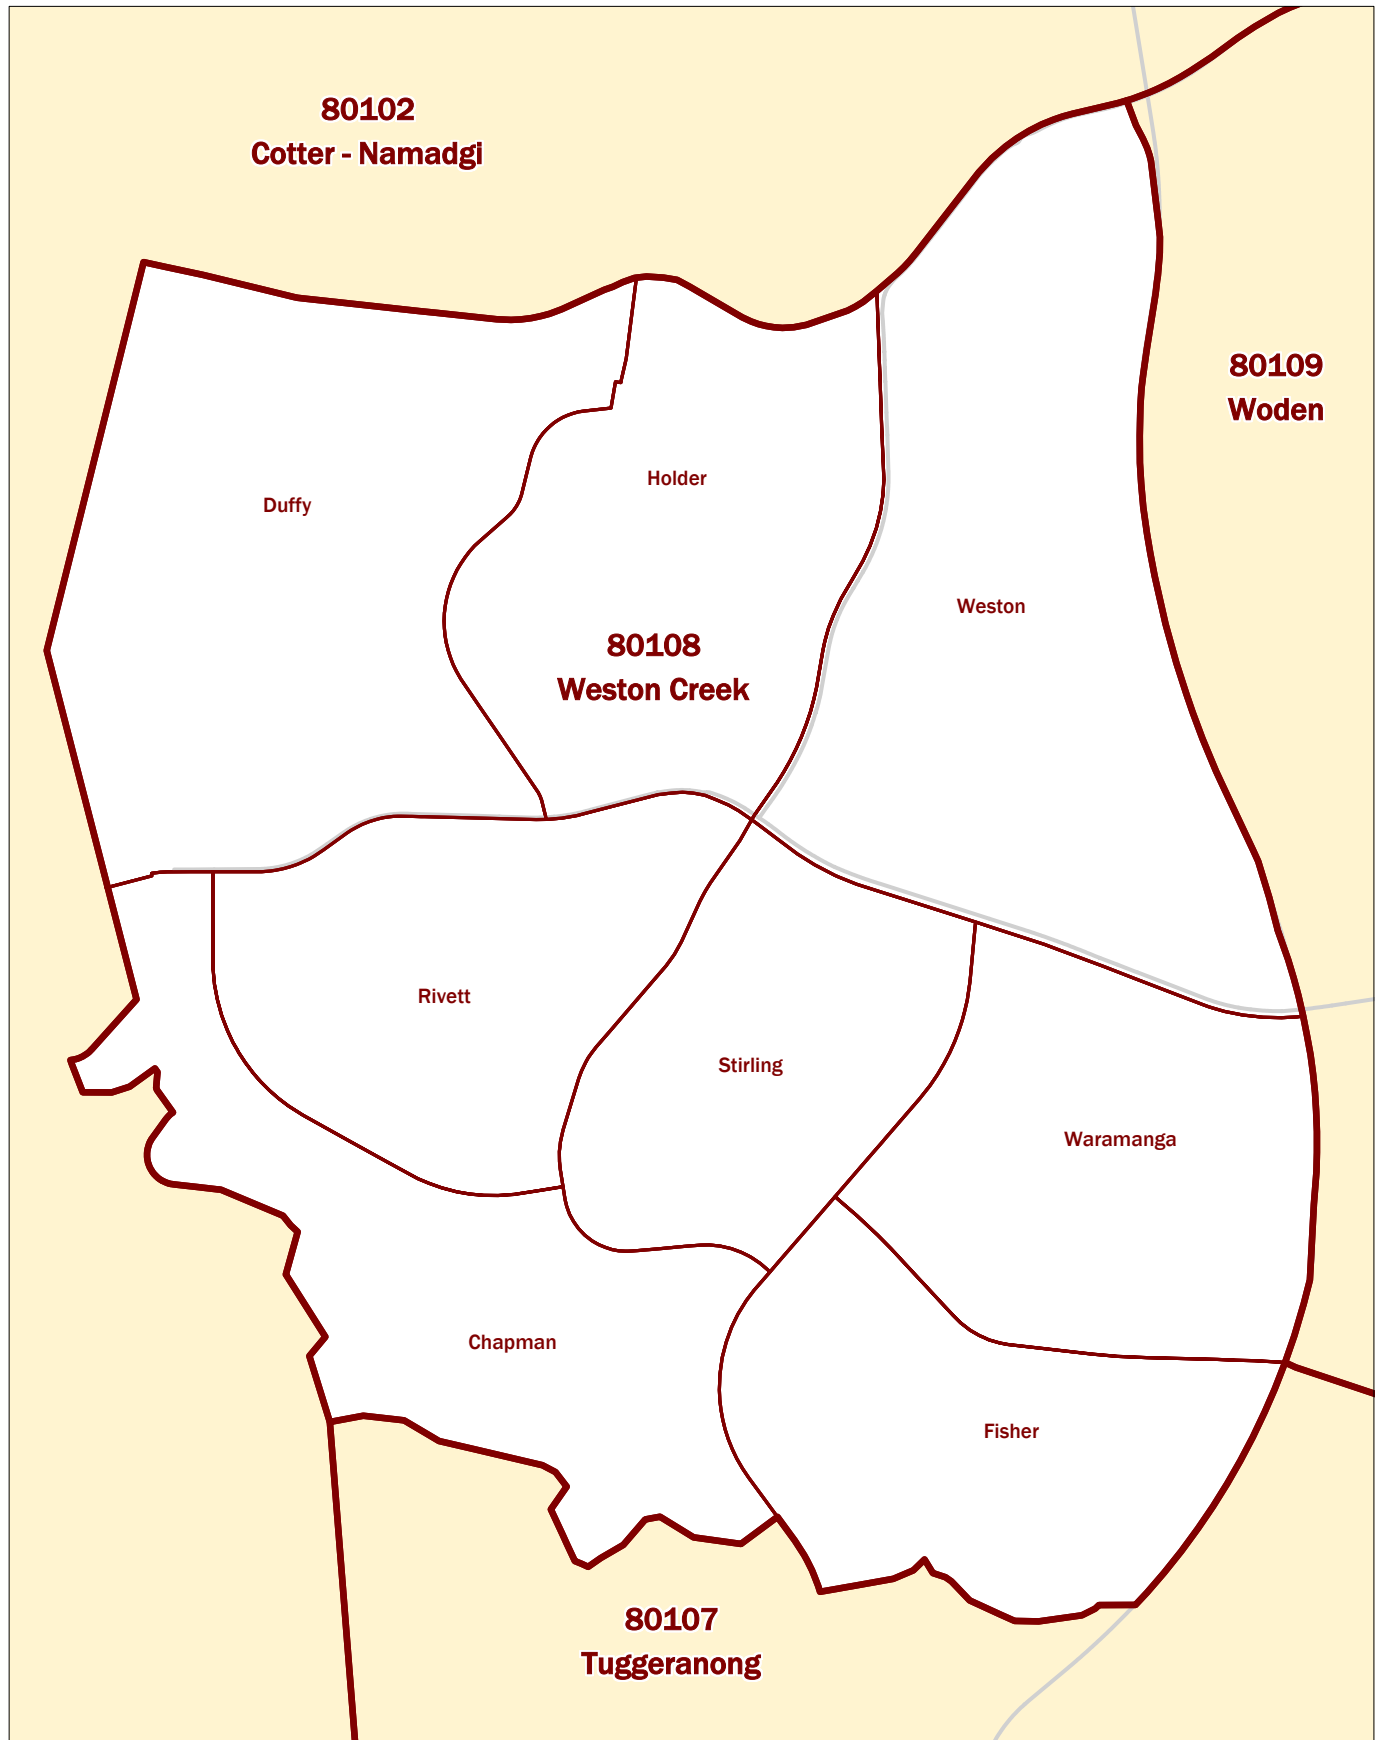 80102
Cotter - Namadgi
80109
Woden
Holder
Duffy
Weston
80108
Weston Creek
Rivett
Stirling
Waramanga
Chapman
Fisher
80107
Tuggeranong